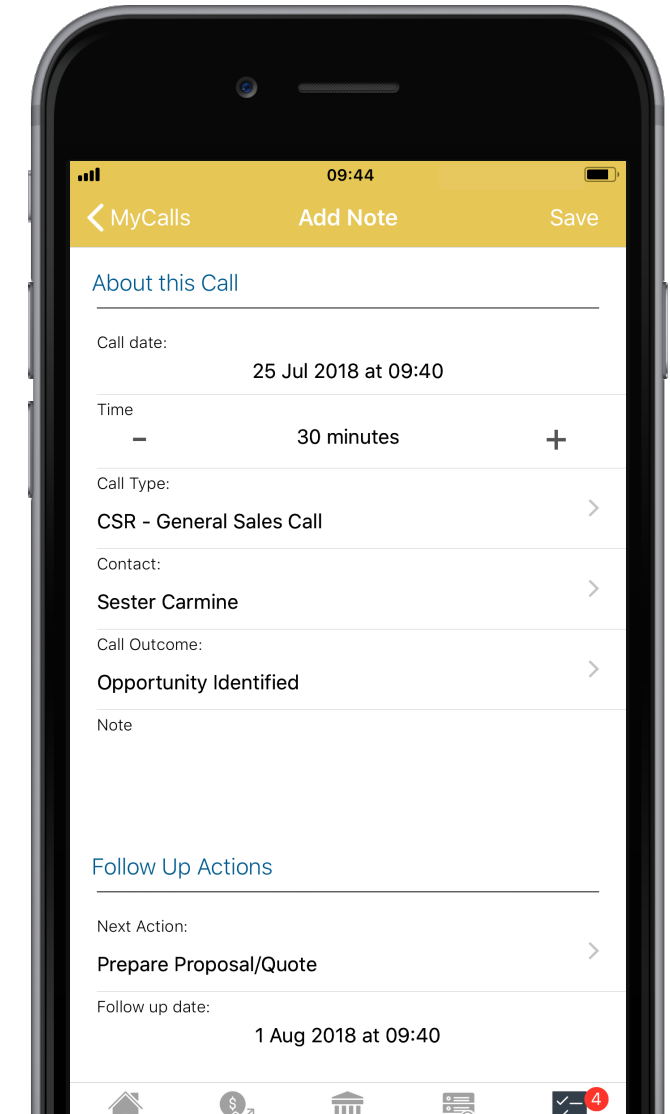 09:44
MyCalls Add Note Save
About this Call
Call date:
25 Jul 2018 at 09:40
Time
- 30 minutes +
Call Type:
CSR - General Sales Call
Contact:
Sester Carmine
Call Outcome:
Opportunity Identified
Note
Follow Up Actions
Next Action:
Prepare Proposal/Quote
Follow up date:
1 Aug 2018 at 09:40
$ 4